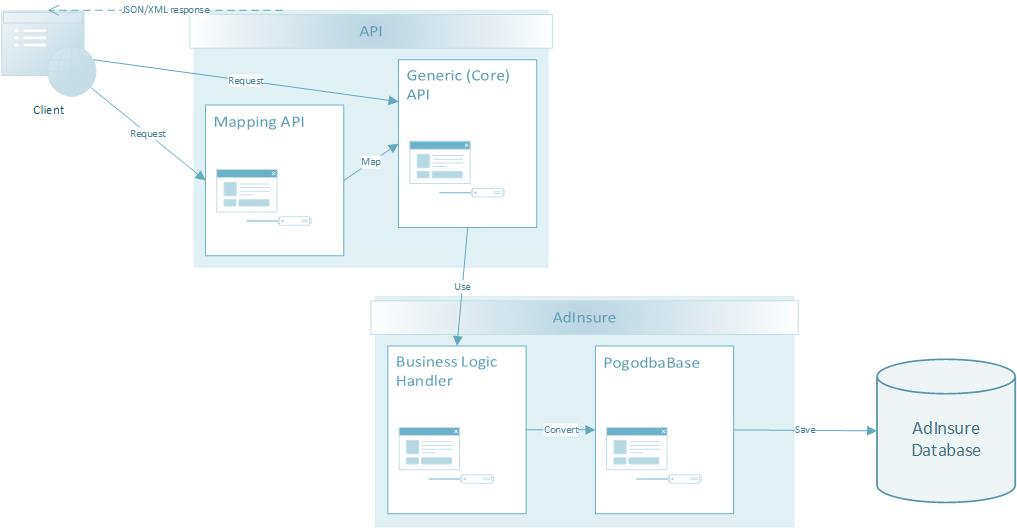 JSON/XML response
API
Client
Request
Request
Mapping API
Map
Generic (Core)
API
Use
AdInsure
Business Logic
Handler
Convert
PogodbaBase
Save
AdInsure
Database